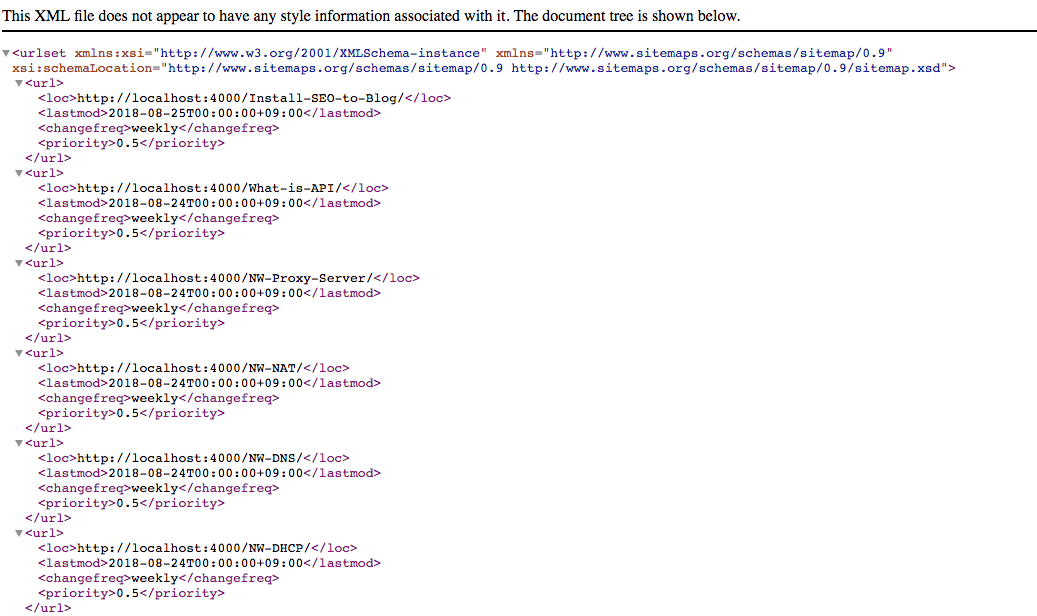 This XML file does not appear to have any style information associated with it. The document tree is shown below.
▼<urlset xmlns:xsi="http://www.w3.org/2001/XMLSchema-instance" xmlns="http://www.sitemaps.org/schemas/sitemap/0.9"
xsi:schemaLocation="http://www.sitemaps.org/schemas/sitemap/0.9 http://www.sitemaps.org/schemas/sitemap/0.9/sitemap.xsd">
▼<url>
<loc>http://localhost:4000/Install-SEO-to-Blog/</loc>
<lastmod>2018-08-25T00:00:00+09:00</lastmod>
<changefreq>weekly</changefreq>
<priority>0.5</priority>
</url>
▼<url>
<loc>http://localhost:4000/What-is-API/</loc>
<lastmod>2018-08-24T00:00:00+09:00</lastmod>
<changefreq>weekly</changefreq>
<priority>0.5</priority>
</url>
▼<url>
<loc>http://localhost:4000/NW-Proxy-Server/</loc>
<lastmod>2018-08-24T00:00:00+09:00</lastmod>
<changefreq>weekly</changefreq>
<priority>0.5</priority>
</url>
▼<url>
<loc>http://localhost:4000/NW-NAT/</loc>
<lastmod>2018-08-24T00:00:00+09:00</lastmod>
<changefreq>weekly</changefreq>
<priority>0.5</priority>
</url>
▼<url>
<loc>http://localhost:4000/NW-DNS/</loc>
<lastmod>2018-08-24T00:00:00+09:00</lastmod>
<changefreq>weekly</changefreq>
<priority>0.5</priority>
</url>
▼<url>
<loc>http://localhost:4000/NW-DHCP/</loc>
<lastmod>2018-08-24T00:00:00+09:00</lastmod>
<changefreq>weekly</changefreq>
<priority>0.5</priority>
</url>